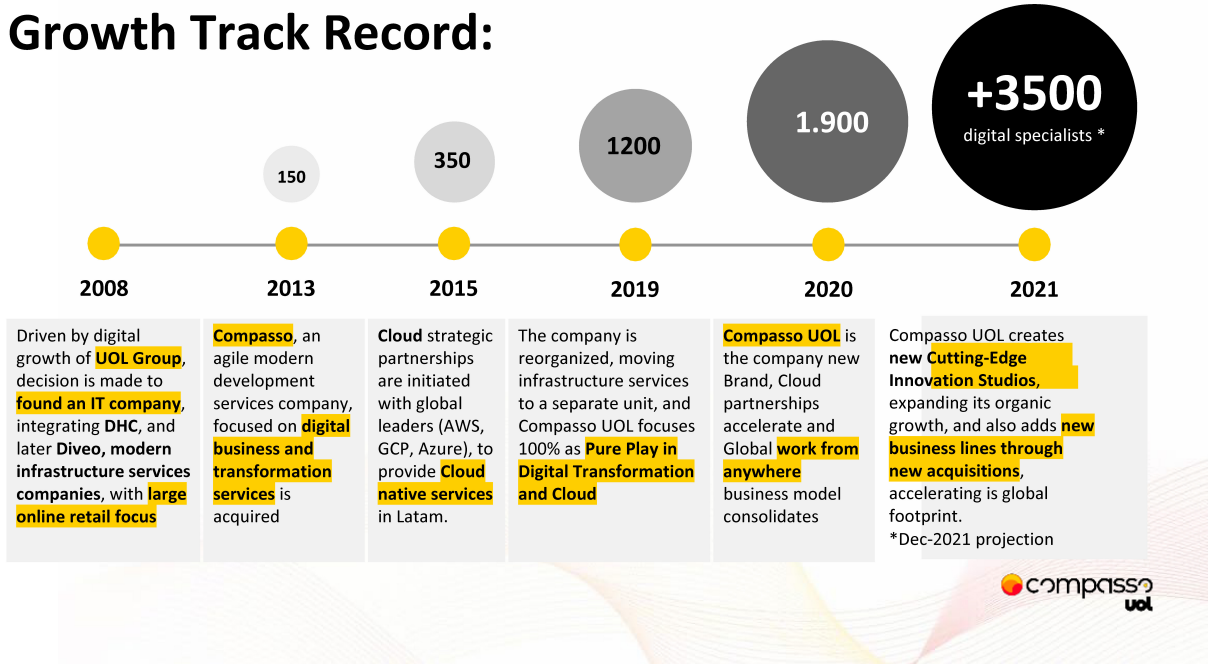 Growth Track Record:
150
350
1200
1.900
+3500
digital specialists *
2008
2013
2015
2019
2020
2021
Driven by digital
growth of UOL Group,
decision is made to
found an IT company,
integrating DHC, and
later Diveo, modern
infrastructure services
companies, with large
online retail focus
Compasso, an
agile modern
development
services company,
focused on digital
business and
transformation
services is
acquired
Cloud strategic
partnerships
are initiated
with global
leaders (AWS,
GCP, Azure), to
provide Cloud
native services
in Latam.
The company is
reorganized, moving
infrastructure services
to a separate unit, and
Compasso UOL focuses
100% as Pure Play in
Digital Transformation
and Cloud
Compasso UOL is
the company new
Brand, Cloud
partnerships
accelerate and
Global work from
anywhere
business model
consolidates
Compasso UOL creates
new Cutting-Edge
Innovation Studios,
expanding its organic
growth, and also adds new
business lines through
new acquisitions,
accelerating is global
footprint.
*Dec-2021 projection
compasso
uol